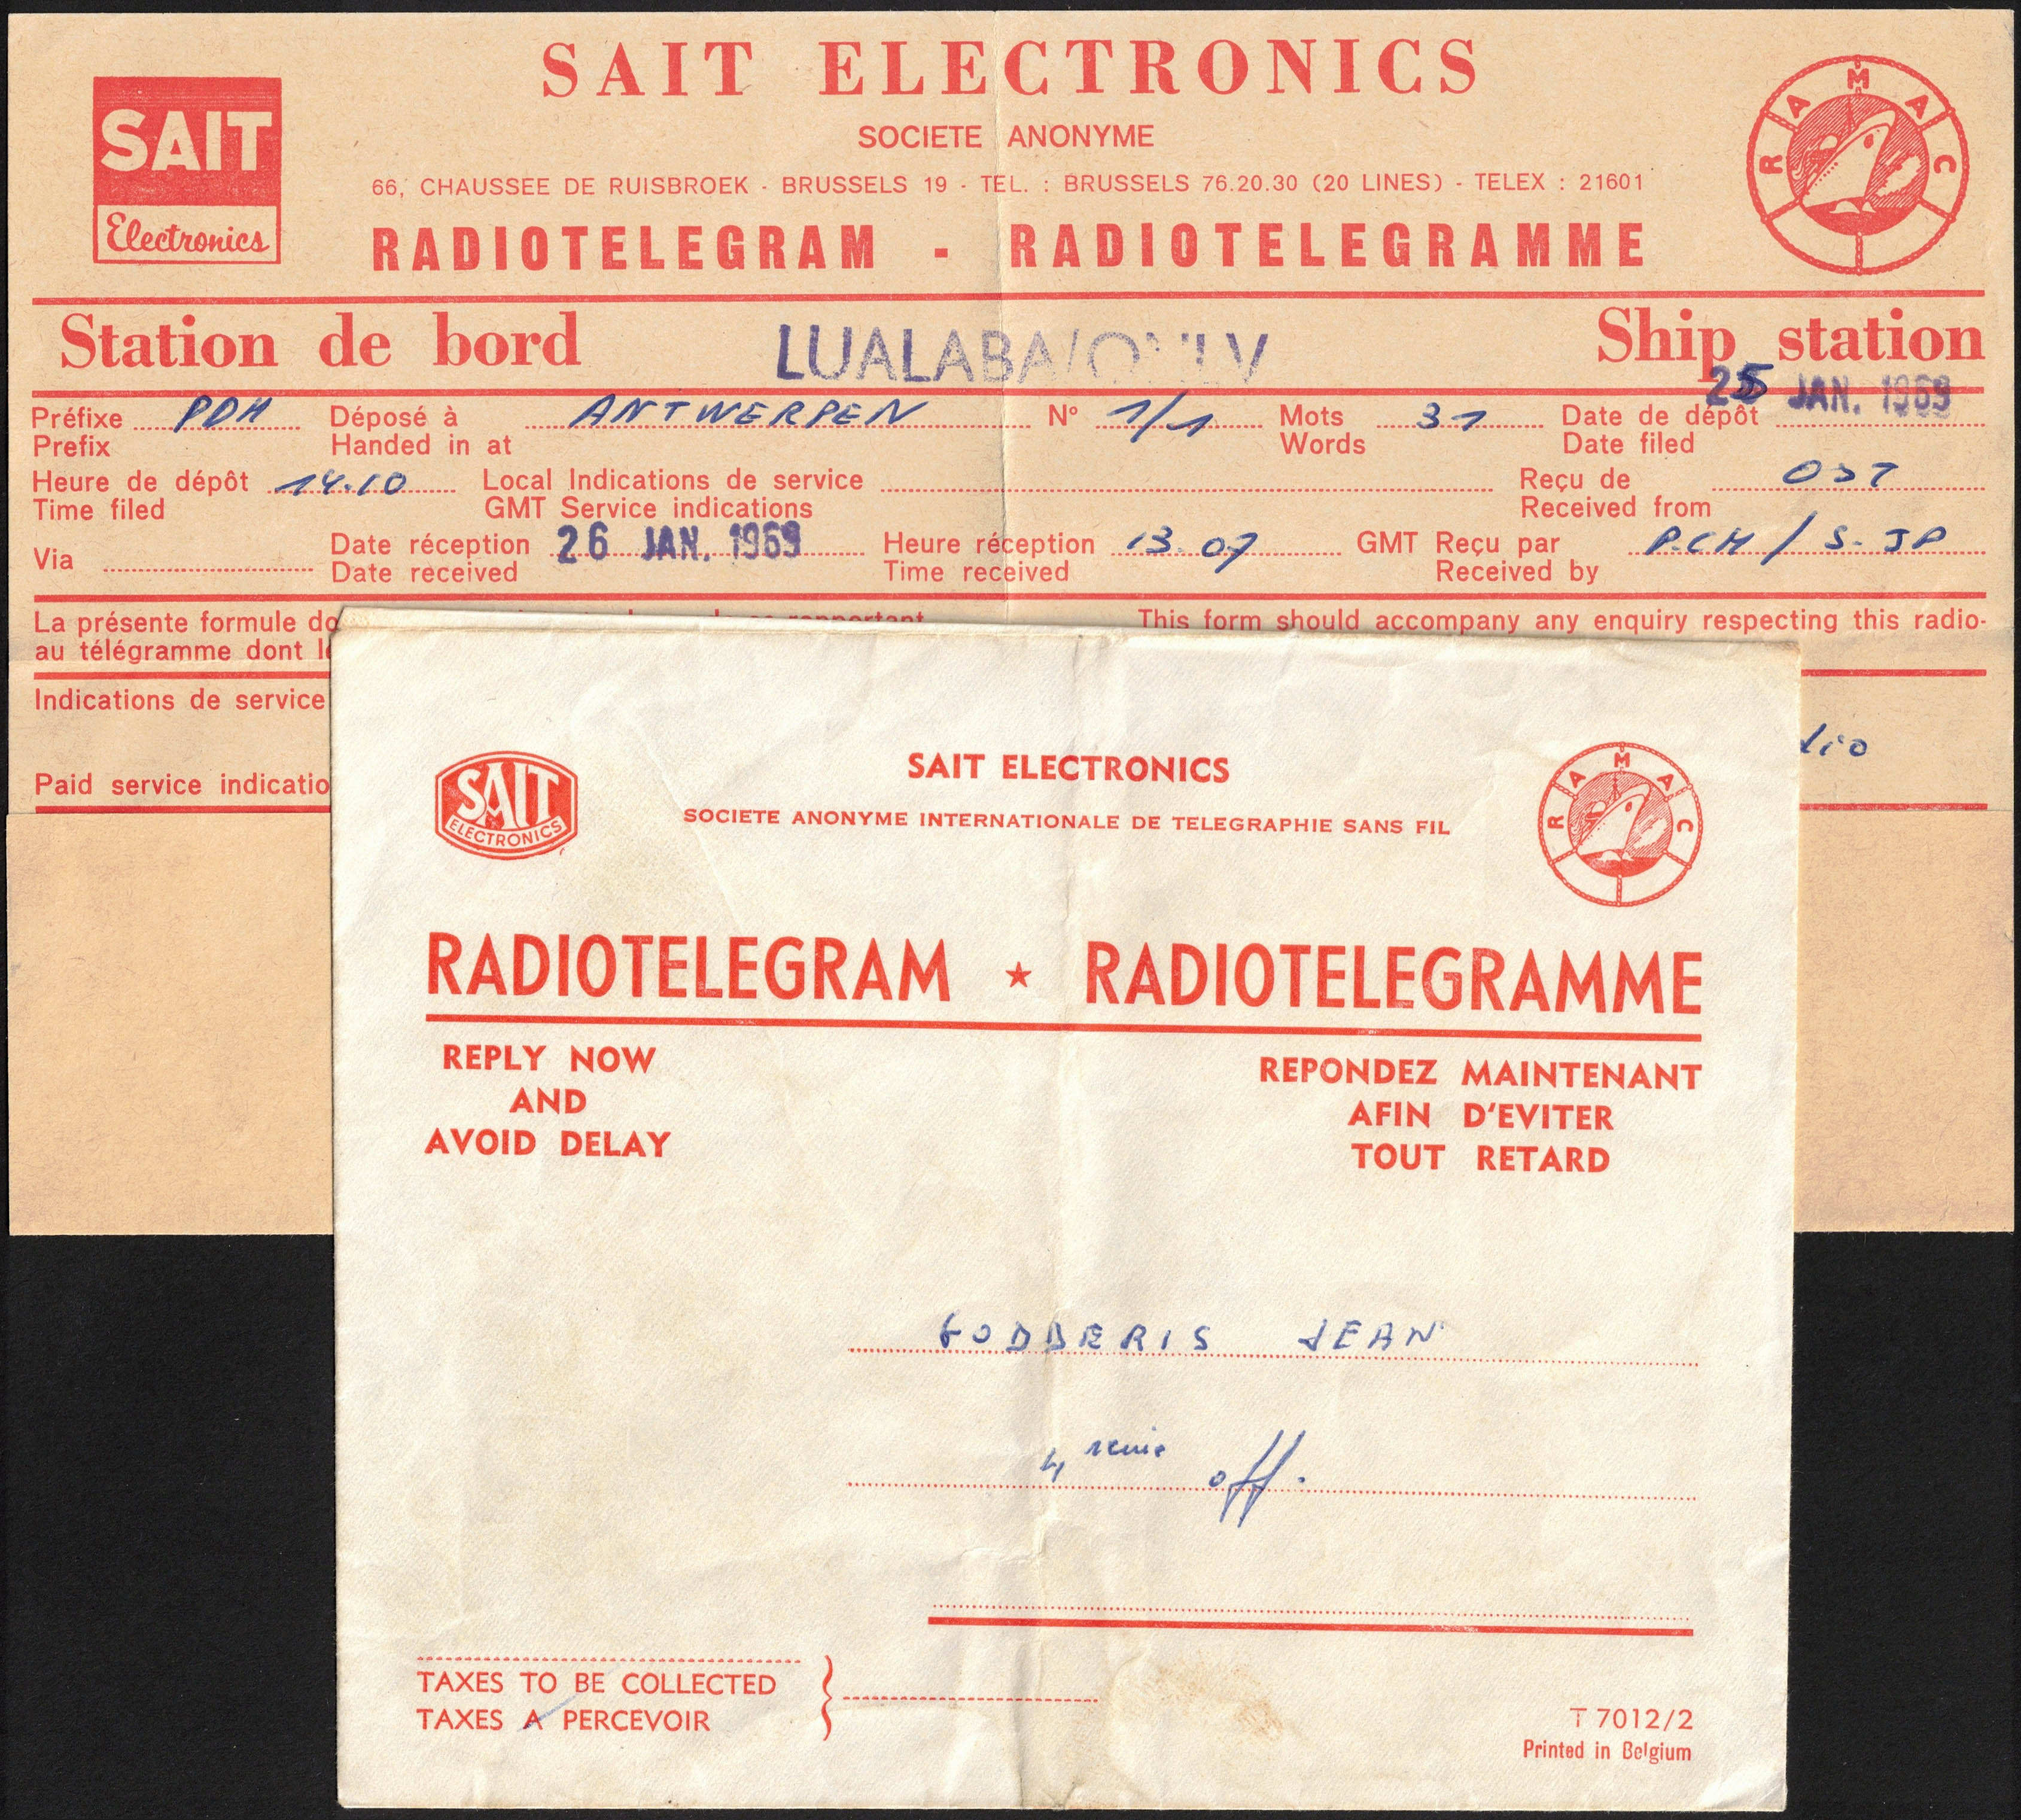 SAIT ELECTRONICS
SAIT
Electronics
SOCIETE ANONYME
66, CHAUSSEE DE RUISBROEK - BRUSSELS 19 - TEL. : BRUSSELS 76.20.30 (20 LINES) - TELEX : 21601
RADIOTELEGRAM - RADIOTELEGRAMME
RAMAC
Station de bord LUALABA/ Ship station
25 JAN. 1969
Préfixe PDH Déposé à ANTWERPEN N° 1/1 Mots 31 Date de dépôt
Prefix Handed in at Words Date filed
Heure de dépôt 14.10 Local Indications de service Reçu de OST
Time filed GMT Service indications Received from
Via Date réception 26 JAN. 1969 Heure réception 13.07 GMT Reçu par PCH / S. JP
Date received Time received Received by
La présente formule do rapportant This form should accompany any enquiry respecting this radio-
au télégramme dont
Indications de service
dio
Paid service indicatio
SAIT
ELECTRONICS
SAIT ELECTRONICS
SOCIETE ANONYME INTERNATIONALE DE TELEGRAPHIE SANS FIL
RAMAC
RADIOTELEGRAM ★ RADIOTELEGRAMME
REPLY NOW REPONDEZ MAINTENANT
AND AFIN D'EVITER
AVOID DELAY TOUT RETARD
GODDERIS JEAN
4 off.
TAXES TO BE COLLECTED
TAXES A PERCEVOIR
T 7012/2
Printed in Belgium